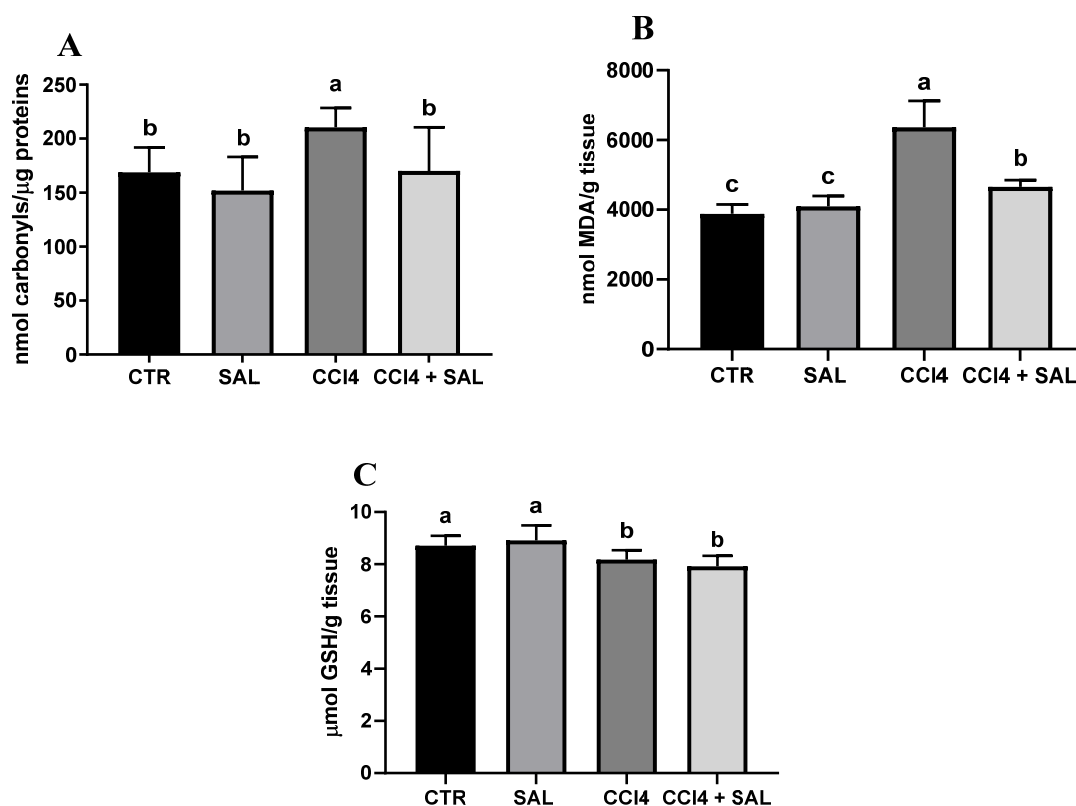 A
nmol carbonyls/μg proteins
250
200
150
100
50
0
b
b
a
b
CTR
SAL
CCl4
CCl4 + SAL
B
nmol MDA/g tissue
8000
6000
4000
2000
0
c
c
a
b
CTR
SAL
CCl4
CCl4 + SAL
C
μmol GSH/g tissue
10
8
6
4
2
0
a
a
b
b
CTR
SAL
CCl4
CCl4 + SAL